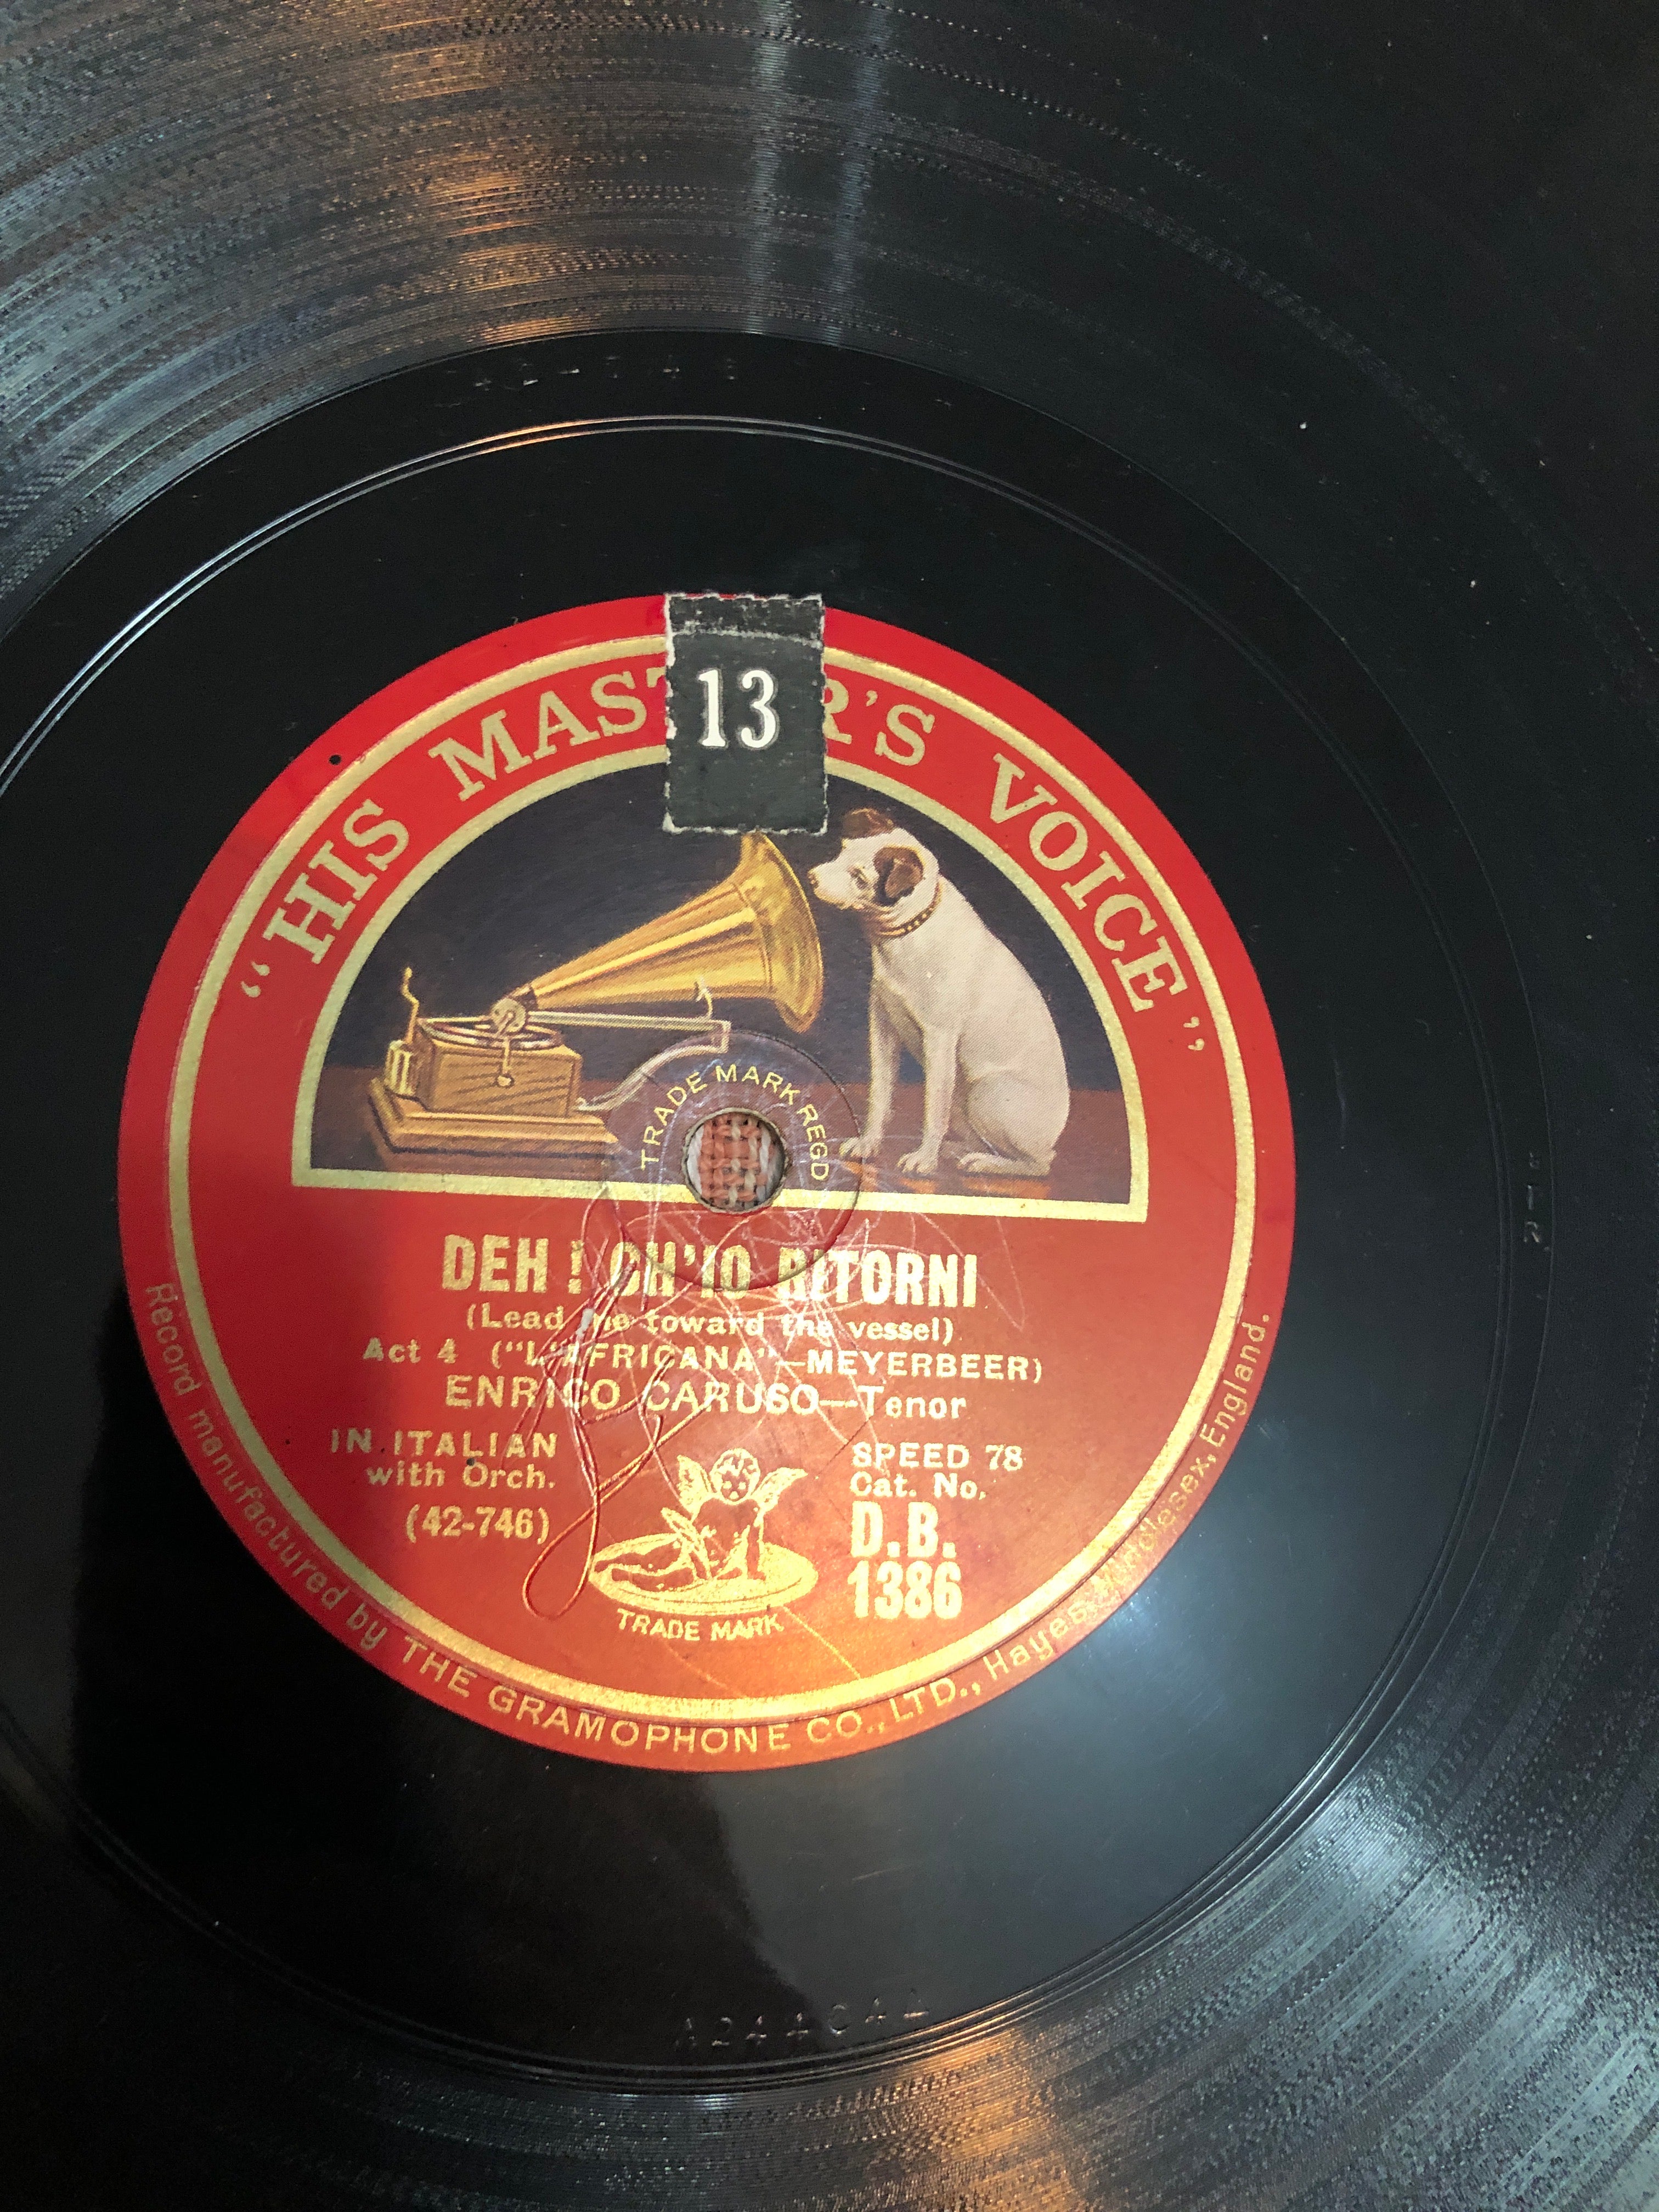 42-746
13
"HIS MAST R'S VOICE"
TRADE MARK REGD
DEH! CH'IO RITORNI
(Lead me toward the vessel)
Act 4 ("L'AFRICANA"—MEYERBEER)
ENRICO CARUSO—Tenor
IN ITALIAN
with Orch.
(42-746)
SPEED 78
Cat. No.
D.B.
1386
TRADE MARK
Record manufactured by THE GRAMOPHONE CO., LTD., Hayes, Middlesex, England.